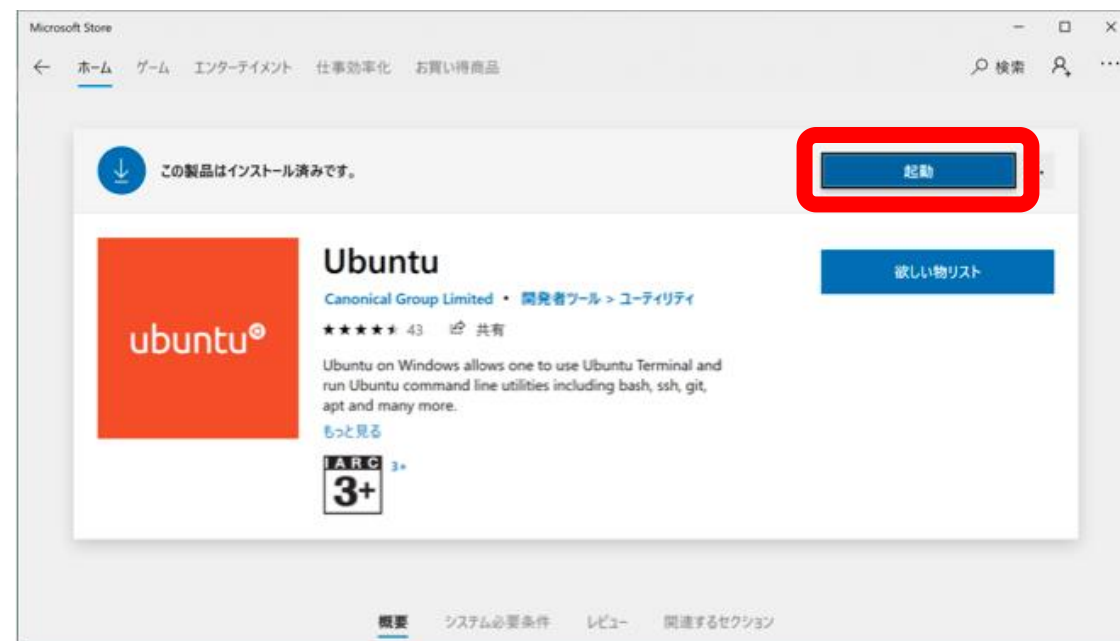 Microsoft Store
ホーム ゲーム エンターテイメント 仕事効率化 お買い得商品 検索
この製品はインストール済みです。 起動
ubuntu
Ubuntu
欲しい物リスト
Canonical Group Limited • 開発者ツール > ユーティリティ
43 共有
Ubuntu on Windows allows one to use Ubuntu Terminal and
run Ubuntu command line utilities including bash, ssh, git,
apt and many more.
もっと見る
IARC
3+
3+
概要 システム必要条件 レビュー 関連するセクション